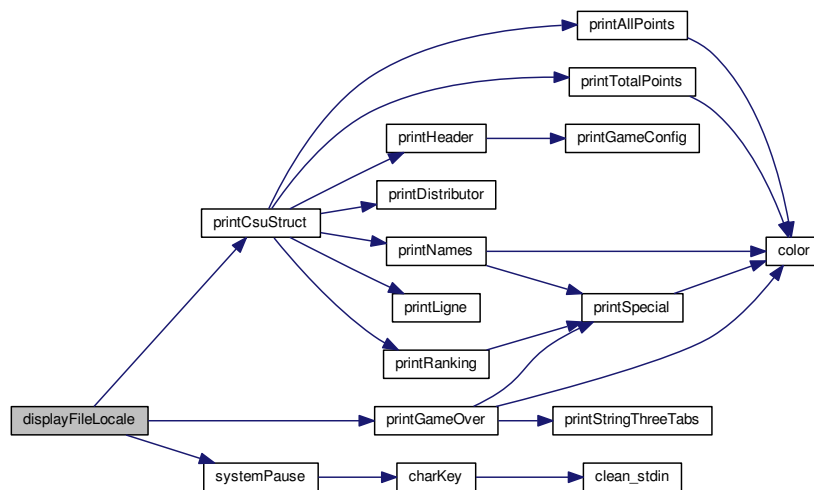 printAllPoints
printTotalPoints
printHeader
printGameConfig
printDistributor
printCsuStruct
printNames
color
printLigne
printSpecial
printRanking
displayFileLocale
printGameOver
printStringThreeTabs
systemPause
charKey
clean_stdin